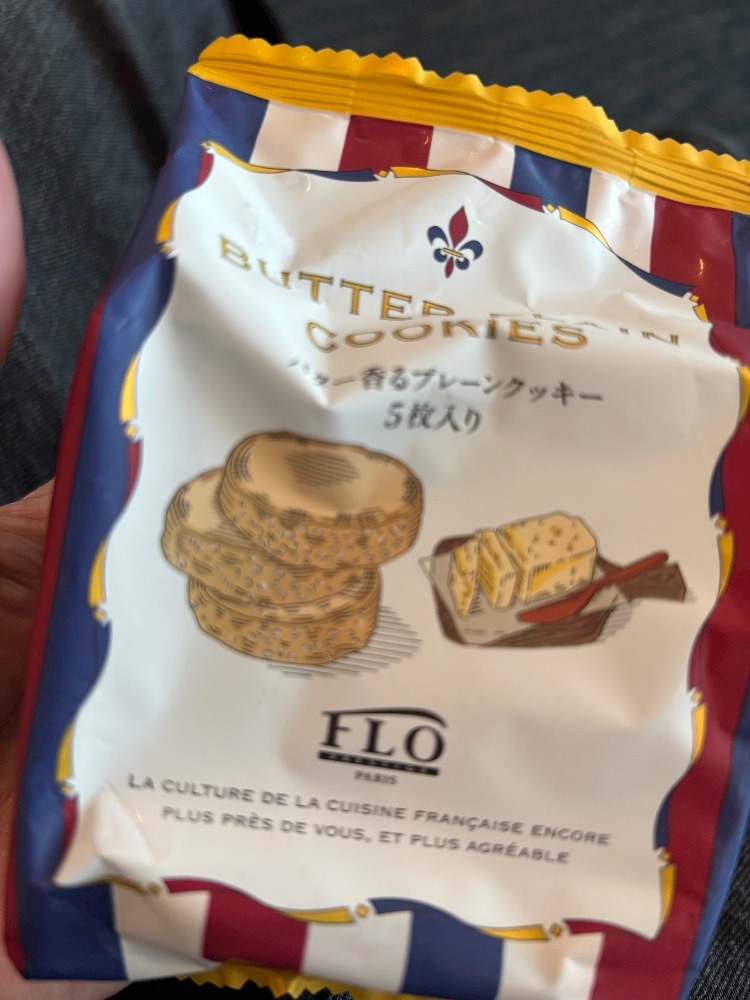 BUTTER PLAIN
COOKIES
バター香るプレーンクッキー
5枚入り
FLO
PARIS
LA CULTURE DE LA CUISINE FRANÇAISE ENCORE
PLUS PRÈS DE VOUS, ET PLUS AGRÉABLE